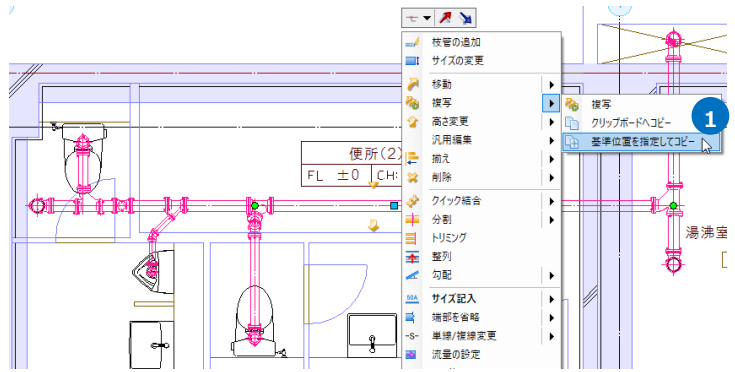 枝管の追加
サイズの変更
移動
複写
高さ変更
汎用編集
揃え
削除
クイック結合
分割
トリミング
整列
勾配
50A サイズ記入
端部を省略
-S- 単線/複線変更
流量の設定
複写
クリップボードへコピー
基準位置を指定してコピー
1
便所(2)
FL ±0 CH:
湯沸室